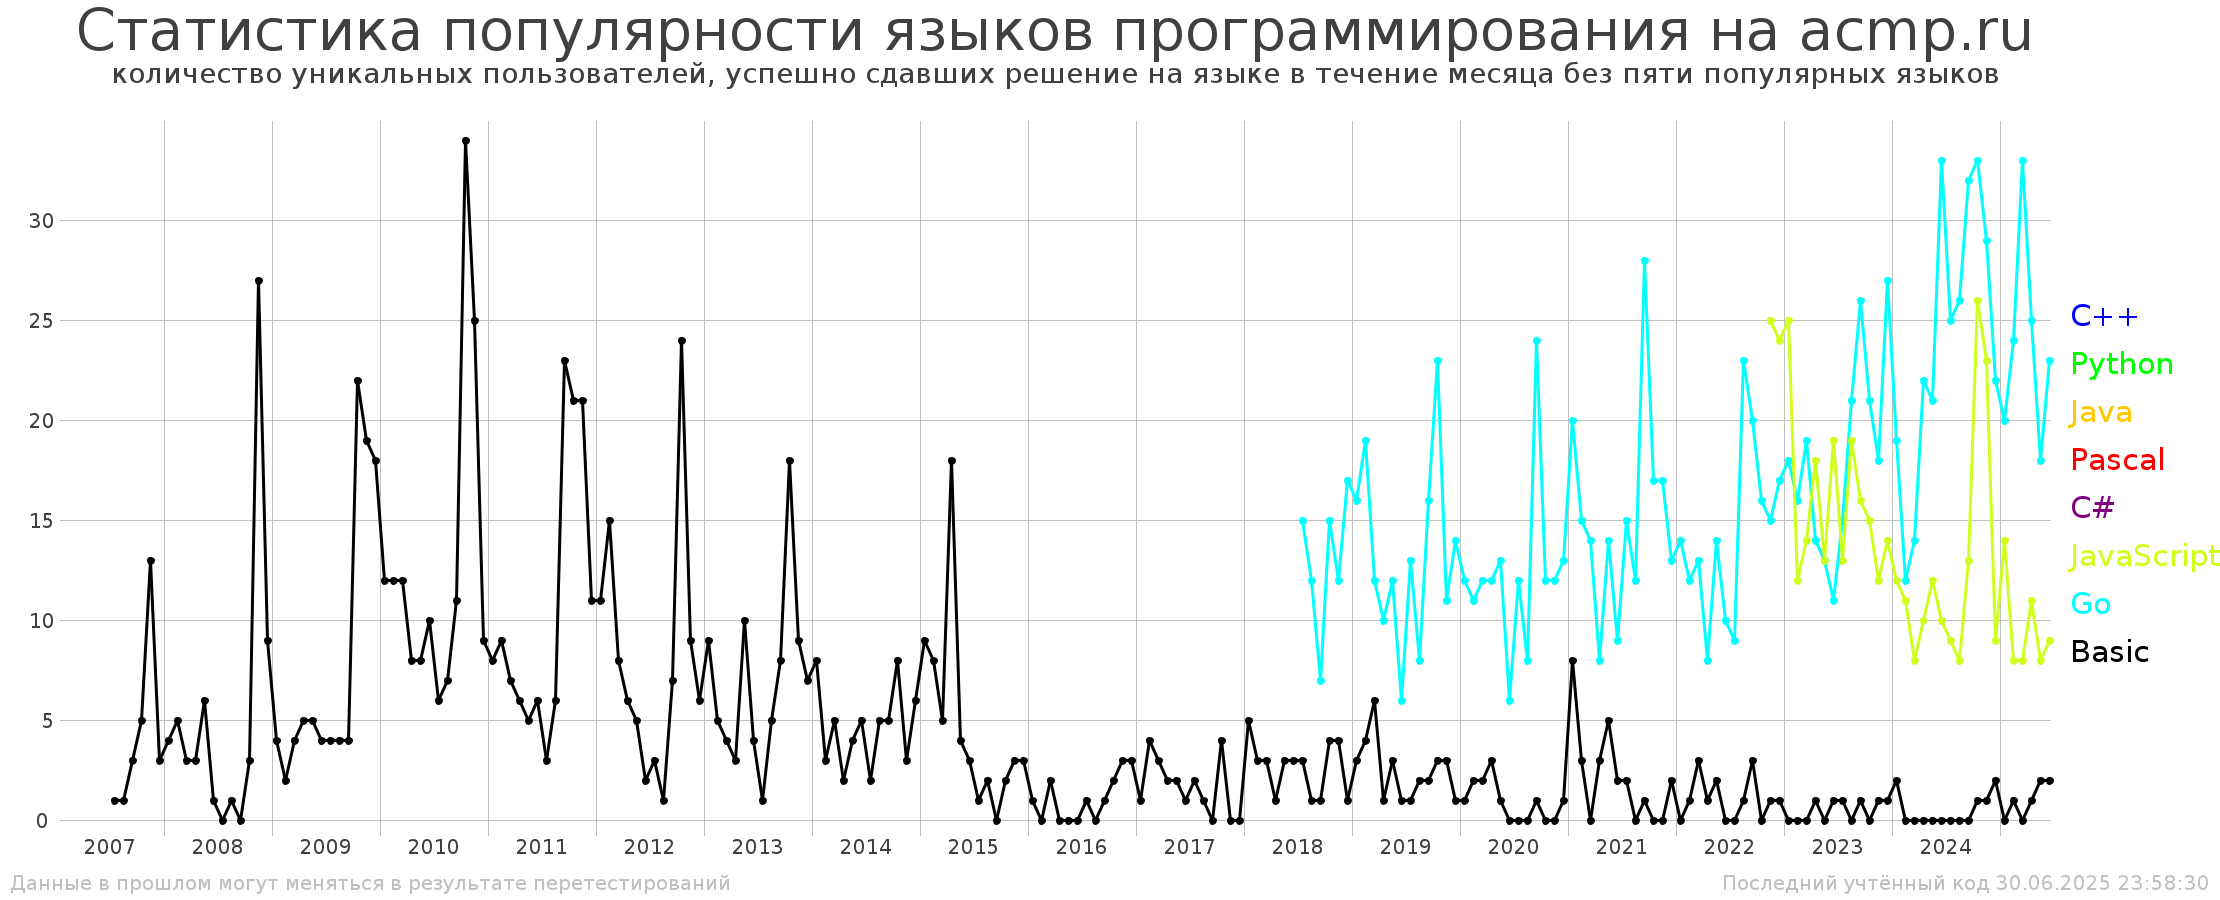 Статистика популярности языков программирования на acmp.ru
количество уникальных пользователей, успешно сдавших решение на языке в течение месяца без пяти популярных языков
30
25
20
15
10
5
0
C++
Python
Java
Pascal
C#
JavaScript
Go
Basic
2007 2008 2009 2010 2011 2012 2013 2014 2015 2016 2017 2018 2019 2020 2021 2022 2023 2024
Данные в прошлом могут меняться в результате перетестирований
Последний учтённый код 30.06.2025 23:58:30